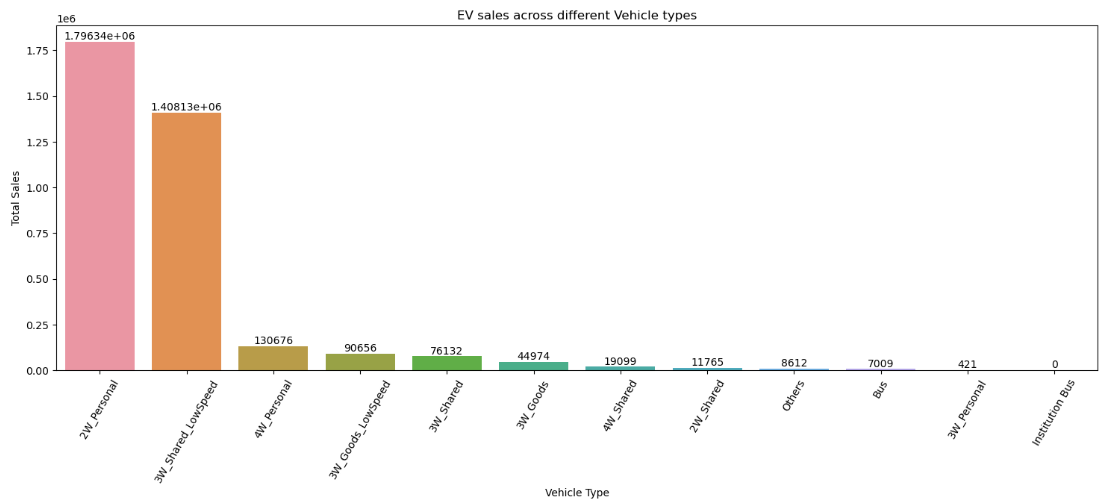 EV sales across different Vehicle types
1e6
1.79634e+06
1.75
1.50
1.40813e+06
1.25
1.00
Total Sales
0.75
0.50
0.25
130676
90656
76132
44974
19099
11765
8612
7009
421
0
0.00
2W_Personal
3W_Shared_LowSpeed
4W_Personal
3W_Goods_LowSpeed
3W_Shared
3W_Goods
4W_Shared
2W_Shared
Others
Bus
3W_Personal
Institution Bus
Vehicle Type